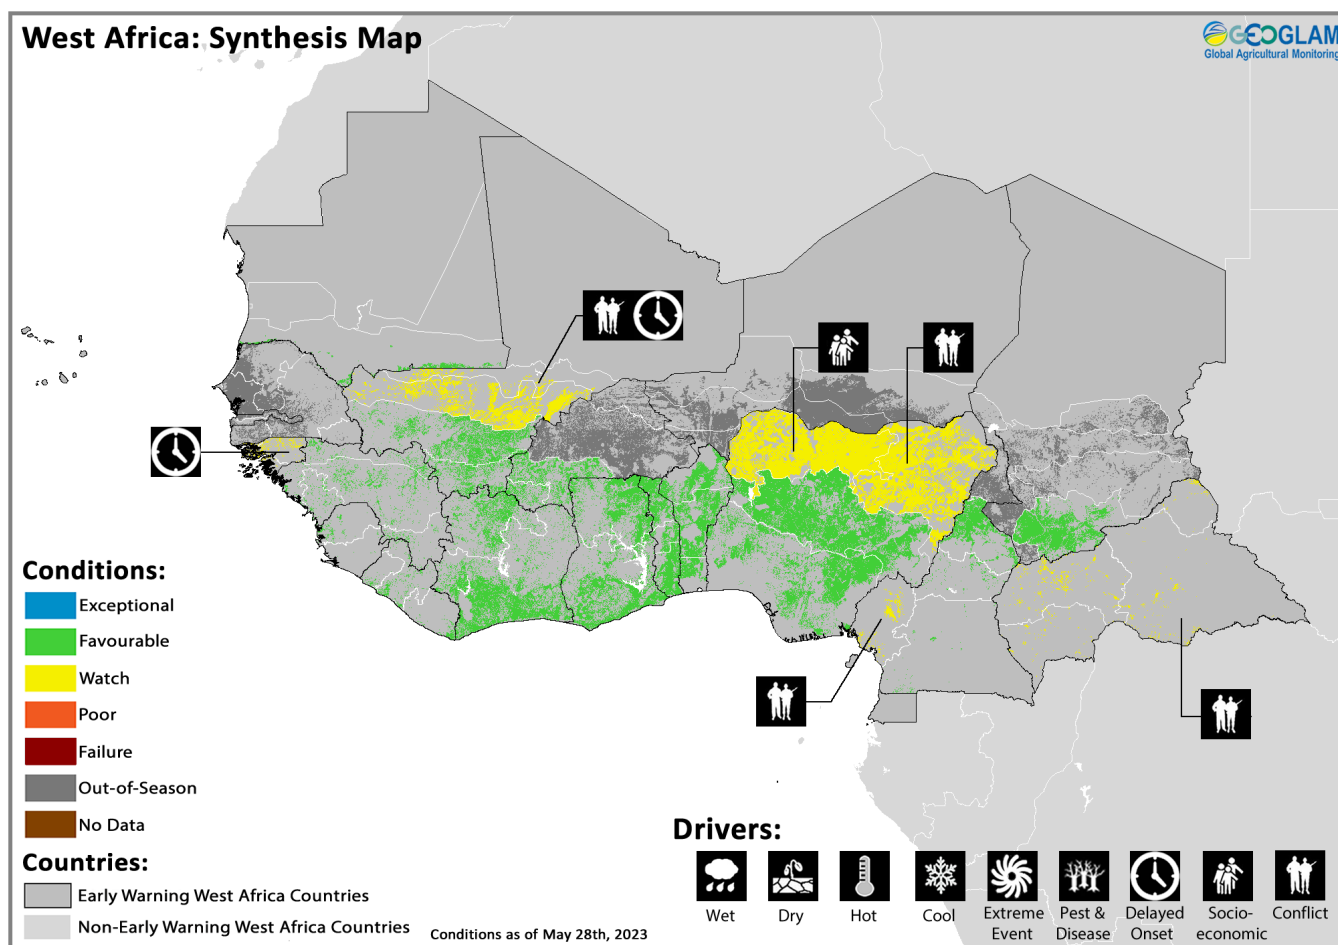 West Africa: Synthesis Map
GEOGLAM
Global Agricultural Monitoring
Conditions:
Exceptional
Favourable
Watch
Poor
Failure
Out-of-Season
No Data
Countries:
Early Warning West Africa Countries
Non-Early Warning West Africa Countries
Conditions as of May 28th, 2023
Drivers:
Wet
Dry
Hot
Cool
Extreme
Event
Pest &
Disease
Delayed
Onset
Socio-
economic
Conflict